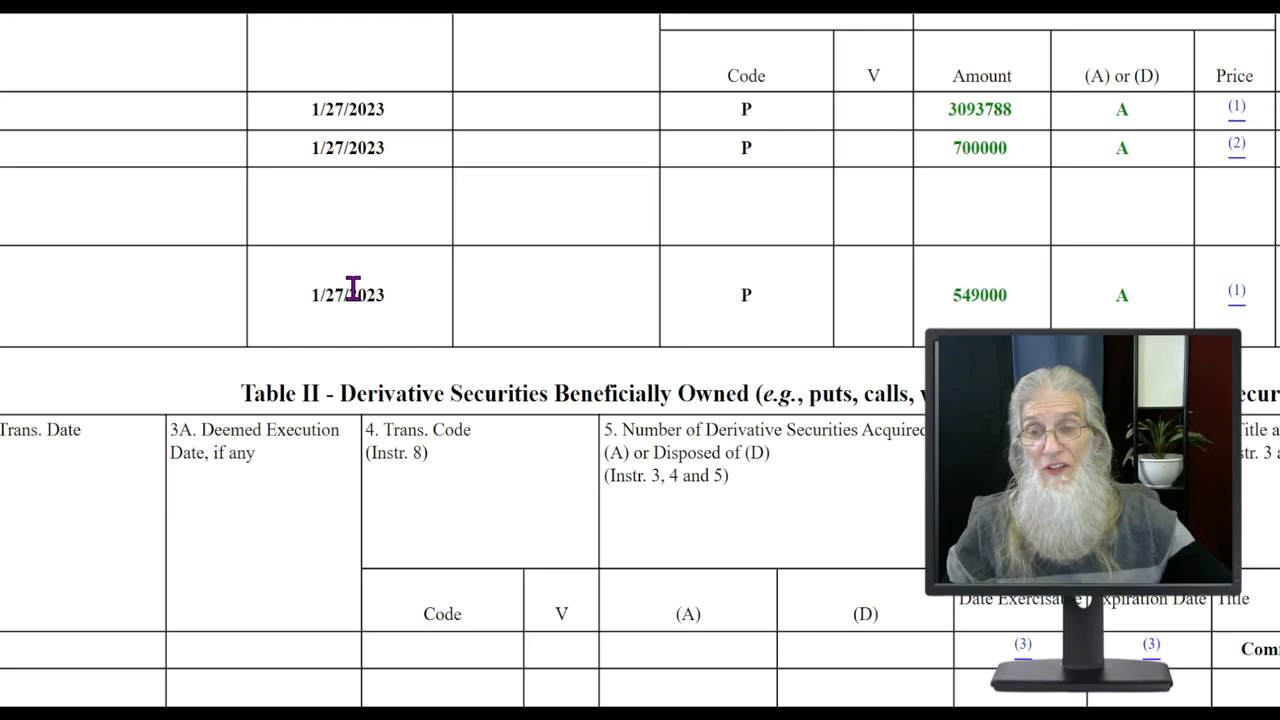 Code V Amount (A) or (D) Price
1/27/2023 P 3093788 A (1)
1/27/2023 P 700000 A (2)
1/27/2023 P 549000 A (1)
Table II - Derivative Securities Beneficially Owned (e.g., puts, calls,
Trans. Date 3A. Deemed Execution 4. Trans. Code 5. Number of Derivative Securities Acquired
Date, if any (Instr. 8) (A) or Disposed of (D)
(Instr. 3, 4 and 5)
Code V (A) (D) Date Expiration Date Title
(3) (3)